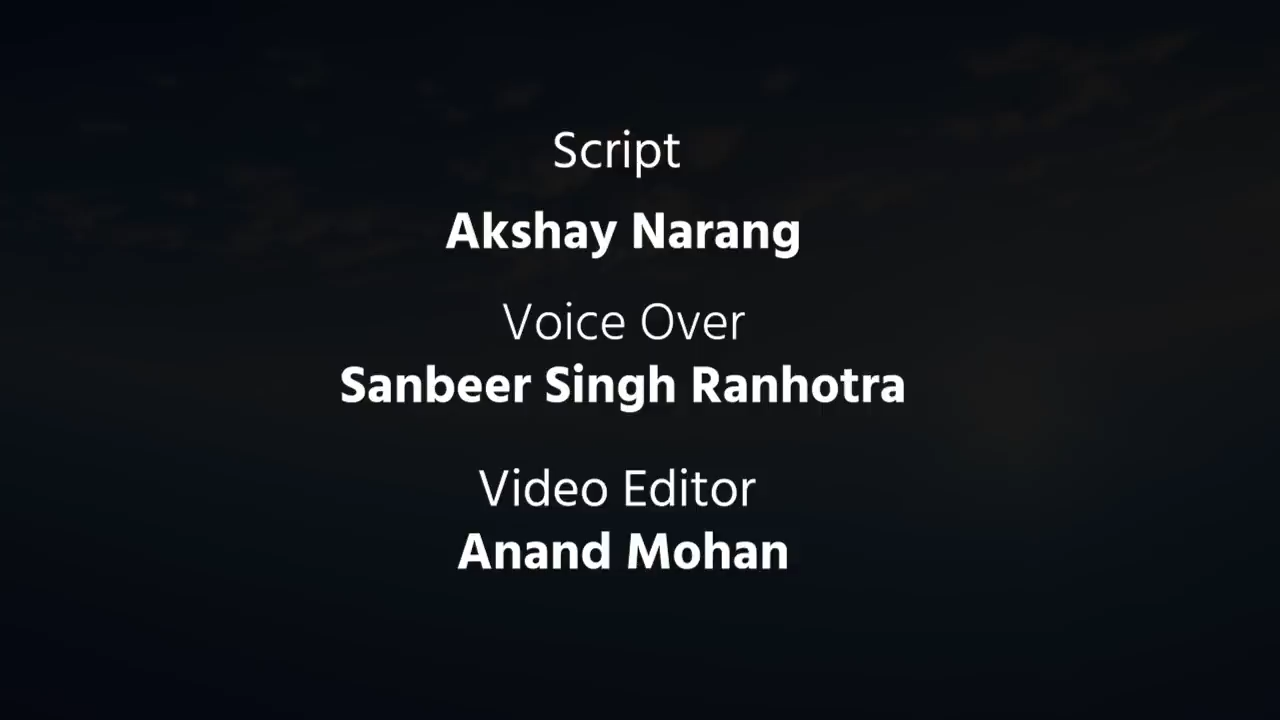 Script
Akshay Narang
Voice Over
Sanbeer Singh Ranhotra
Video Editor
Anand Mohan